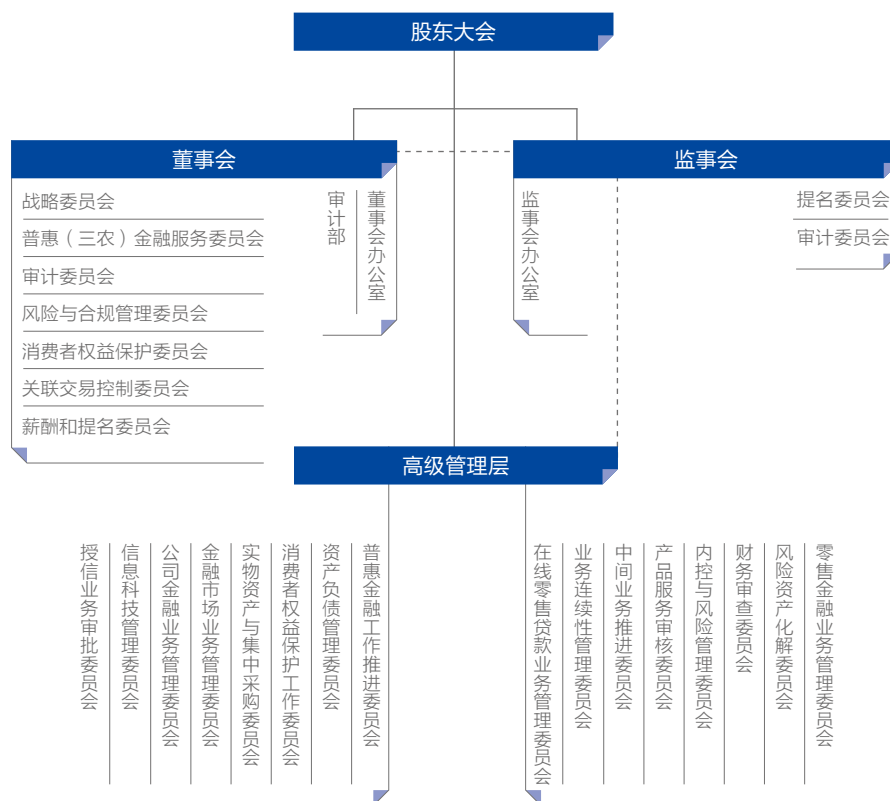 股东大会
董事会
监事会
战略委员会
普惠（三农）金融服务委员会
审计委员会
风险与合规管理委员会
消费者权益保护委员会
关联交易控制委员会
薪酬和提名委员会
审计部
董事会办公室
监事会办公室
提名委员会
审计委员会
高级管理层
授信业务审批委员会
信息科技管理委员会
公司金融业务管理委员会
金融市场业务管理委员会
实物资产与集中采购委员会
消费者权益保护工作委员会
资产负债管理委员会
普惠金融工作推进委员会
在线零售贷款业务管理委员会
业务连续性管理委员会
中间业务推进委员会
产品服务审核委员会
内控与风险管理委员会
财务审查委员会
风险资产化解委员会
零售金融业务管理委员会